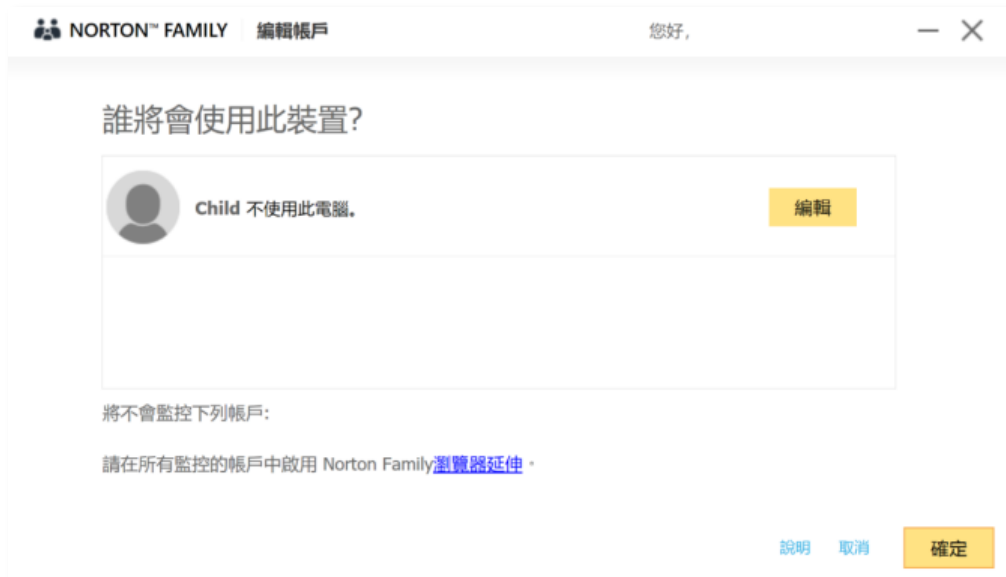 NORTON™ FAMILY 編輯帳戶 您好,
誰將會使用此裝置?
Child 不使用此電腦。 編輯
將不會監控下列帳戶:
請在所有監控的帳戶中啟用 Norton Family瀏覽器延伸。
說明 取消 確定